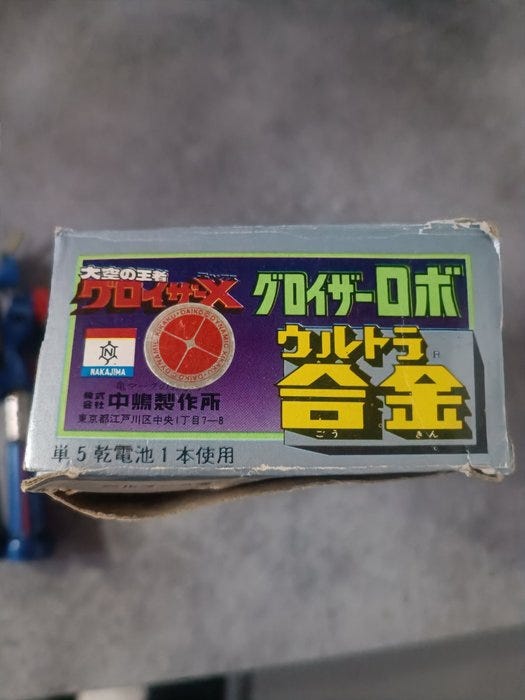 大空の王者
グロイザーX
グロイザーロボ
ウルトラ
合金
ごう きん
N
NAKAJIMA
株式会社 中嶋製作所
東京都江戸川区中央1丁目7-8
単5乾電池1本使用